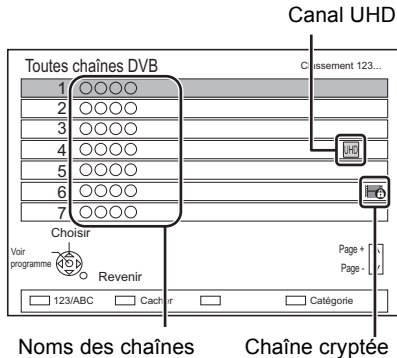 Canal UHD
Toutes chaînes DVB
Classement 123...
1 ○○○○
2 ○○○○
3 ○○○○
4 ○○○○ UHD
5 ○○○○
6 ○○○○
7 ○○○○
Choisir
Voir
programme
Revenir
Page +
Page -
123/ABC Cacher Catégorie
Noms des chaînes Chaîne cryptée